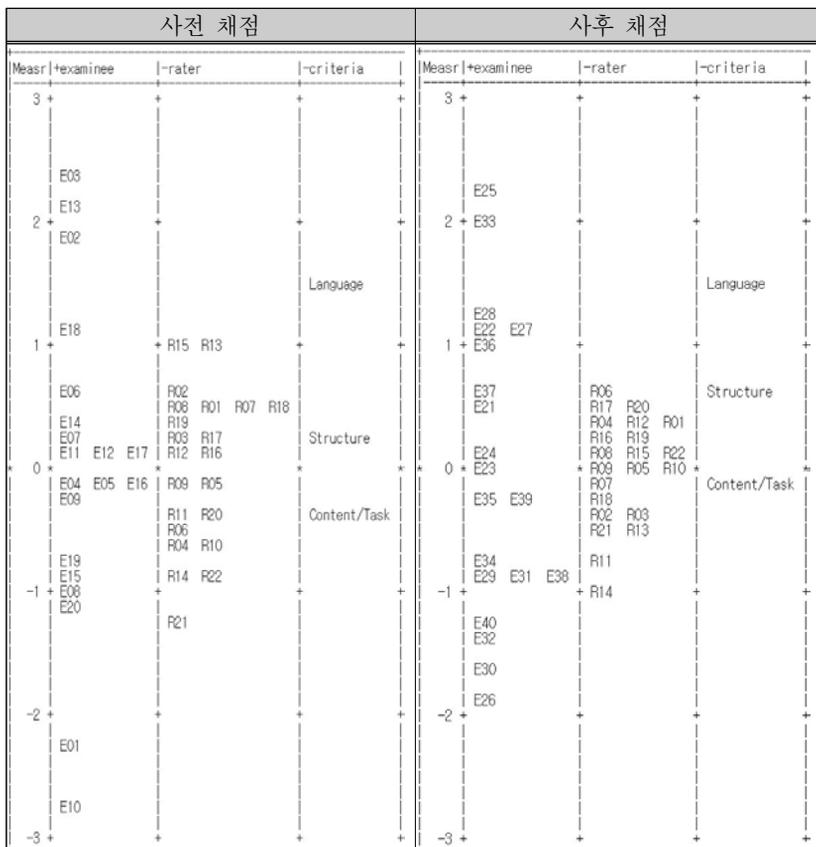 사전 채점
|Measr|+examinee |-rater |-criteria |
3 + + + +
E03
E13
2 + + + +
E02
Language
E18
1 + + R15 R13 + +
E06 R02
R08 R01 R07 R18
E14 R19
E07 R03 R17 Structure
E11 E12 E17 R12 R16
* 0 * * * *
E04 E05 E16 R09 R05
E09
R11 R20 Content/Task
R06
R04 R10
E19
E15 R14 R22
-1 + E08 + + +
E20
R21
-2 + + + +
E01
E10
-3 + + + +
사후 채점
|Measr|+examinee |-rater |-criteria |
3 + + + +
E25
2 + E33 + + +
Language
E28
E22 E27
1 + E36 + + +
E37 R06 Structure
E21 R17 R20
R04 R12 R01
R16 R19
E24 R08 R15 R22
* 0 * E23 * R09 R05 R10 * *
R07 Content/Task
E35 E39 R18
R02 R03
R21 R13
E34 R11
E29 E31 E38
-1 + + R14 + +
E40
E32
E30
E26
-2 + + + +
-3 + + + +